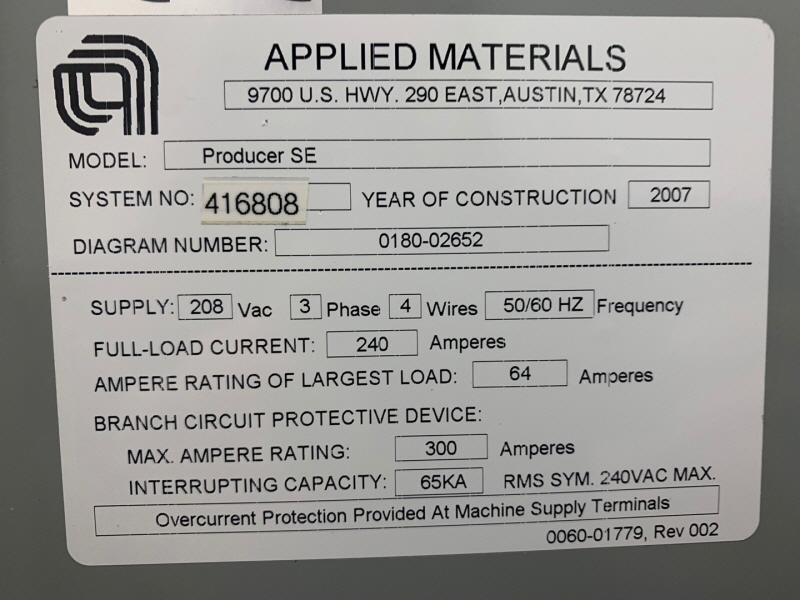 APPLIED MATERIALS
9700 U.S. HWY. 290 EAST,AUSTIN,TX 78724
MODEL: Producer SE
SYSTEM NO: 416808 YEAR OF CONSTRUCTION 2007
DIAGRAM NUMBER: 0180-02652
SUPPLY: 208 Vac 3 Phase 4 Wires 50/60 HZ Frequency
FULL-LOAD CURRENT: 240 Amperes
AMPERE RATING OF LARGEST LOAD: 64 Amperes
BRANCH CIRCUIT PROTECTIVE DEVICE:
MAX. AMPERE RATING: 300 Amperes
INTERRUPTING CAPACITY: 65KA RMS SYM. 240VAC MAX.
Overcurrent Protection Provided At Machine Supply Terminals
0060-01779, Rev 002